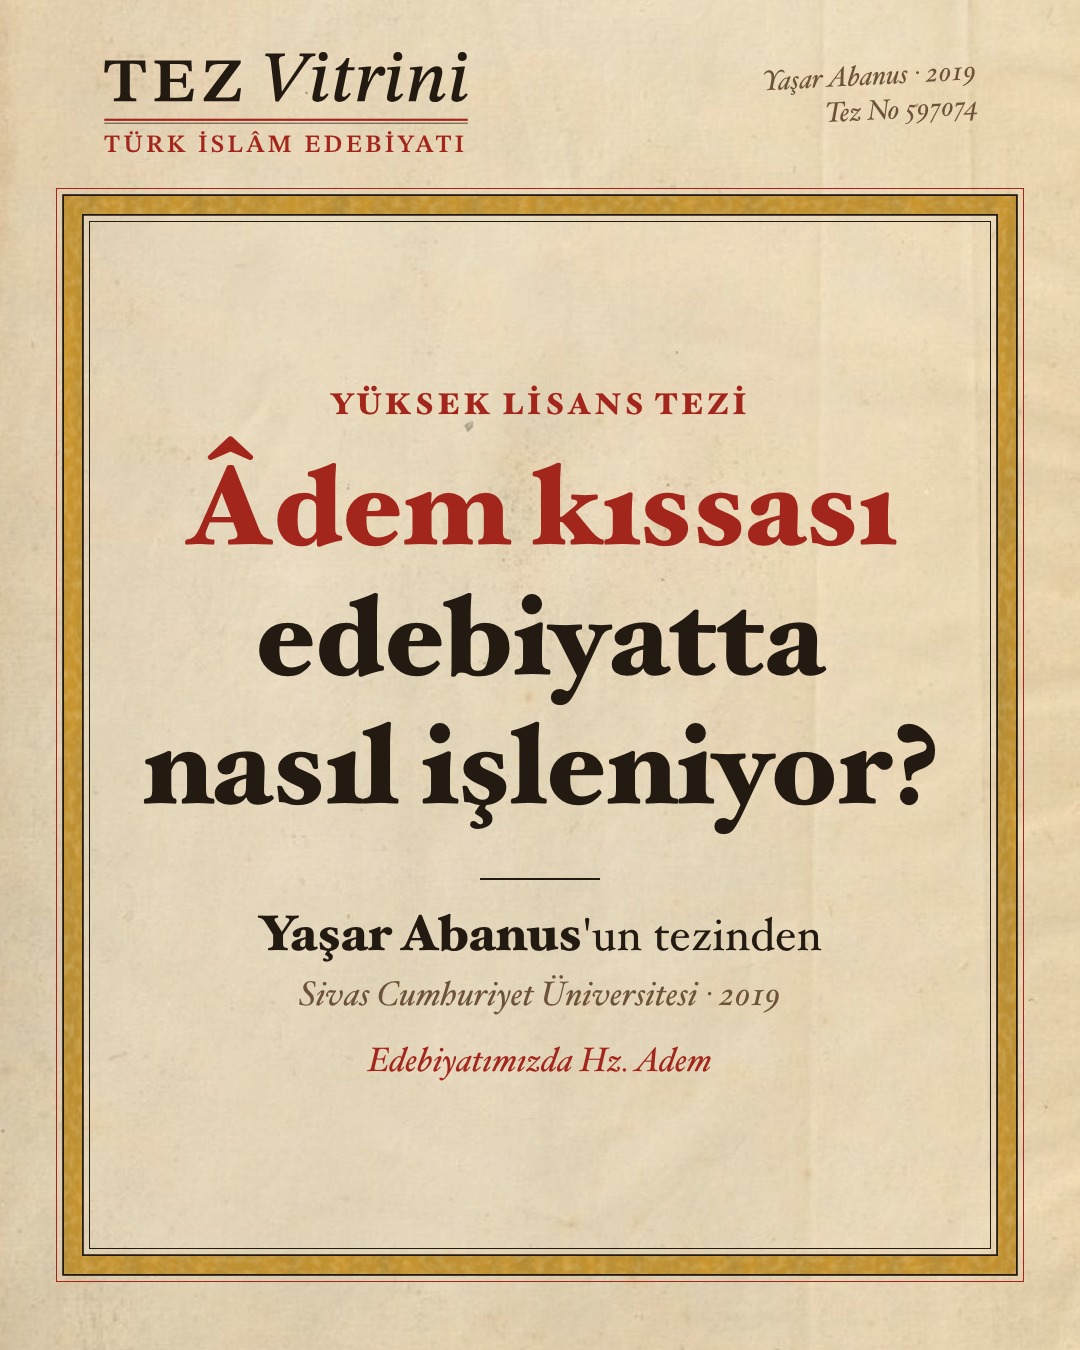 TEZ Vitrini
TÜRK İSLÂM EDEBİYATI
Yaşar Abanus · 2019
Tez No 597074
YÜKSEK LİSANS TEZİ
Âdem kıssası
edebiyatta
nasıl işleniyor?
Yaşar Abanus'un tezinden
Sivas Cumhuriyet Üniversitesi · 2019
Edebiyatımızda Hz. Adem